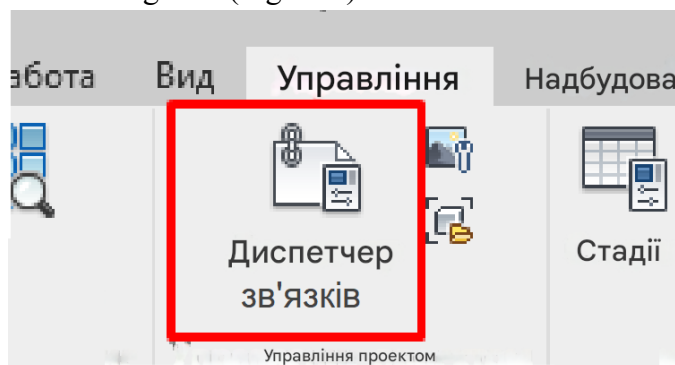 абота Вид Управління Надбудова
Диспетчер
зв'язків
Стадії
Управління проектом